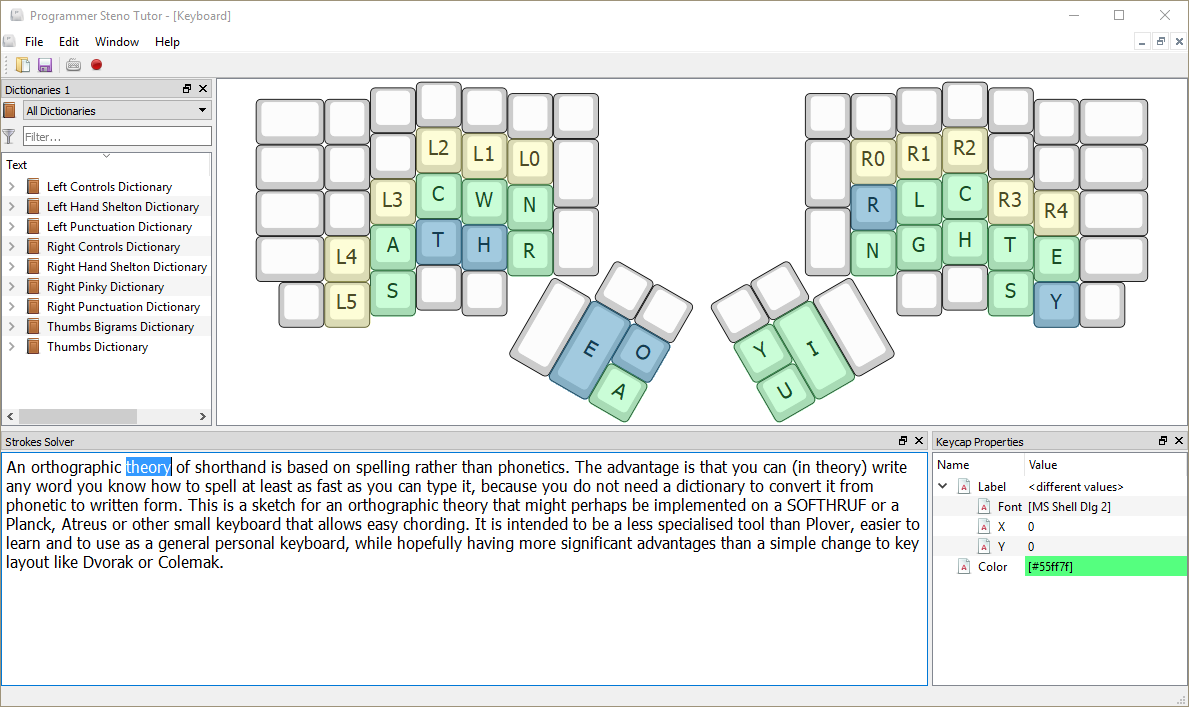 Programmer Steno Tutor - [Keyboard]
File Edit Window Help
Dictionaries 1
All Dictionaries
Filter...
Text
Left Controls Dictionary
Left Hand Shelton Dictionary
Left Punctuation Dictionary
Right Controls Dictionary
Right Hand Shelton Dictionary
Right Pinky Dictionary
Right Punctuation Dictionary
Thumbs Bigrams Dictionary
Thumbs Dictionary
L2 L1 L0
L3 C W N
L4 A T H R
L5 S
E O
A
R0 R1 R2
R L C R3 R4
N G H T E
S Y
Y I
U
Strokes Solver
An orthographic theory of shorthand is based on spelling rather than phonetics. The advantage is that you can (in theory) write
any word you know how to spell at least as fast as you can type it, because you do not need a dictionary to convert it from
phonetic to written form. This is a sketch for an orthographic theory that might perhaps be implemented on a SOFTHRUF or a
Planck, Atreus or other small keyboard that allows easy chording. It is intended to be a less specialised tool than Plover, easier to
learn and to use as a general personal keyboard, while hopefully having more significant advantages than a simple change to key
layout like Dvorak or Colemak.
Keycap Properties
Name Value
A Label <different values>
A Font [MS Shell Dlg 2]
A X 0
A Y 0
A Color [#55ff7f]